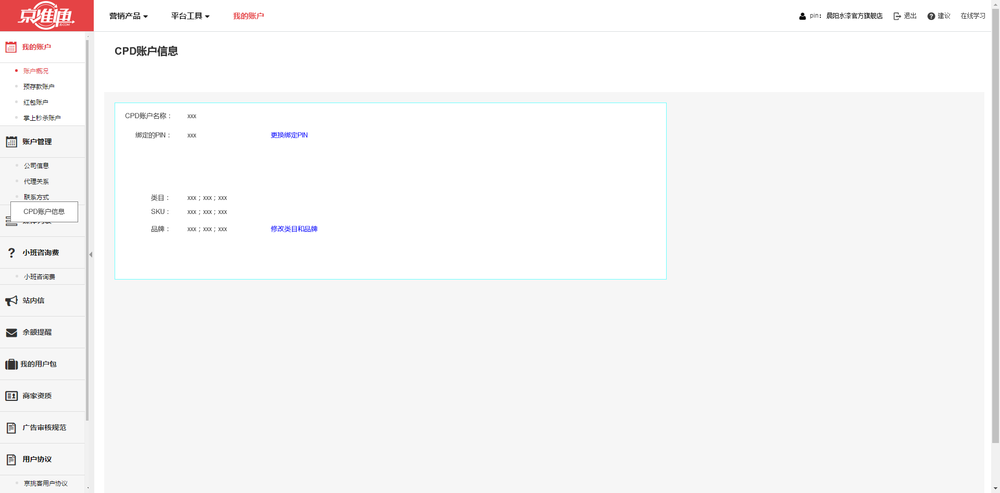 京准通
JD.COM
营销产品
平台工具
我的账户
pin： 晨阳水漆官方旗舰店
退出
建议
在线学习
我的账户
账户概况
预存款账户
红包账户
掌上秒杀账户
账户管理
公司信息
代理关系
联系方式
CPD账户信息
小班咨询费
小班咨询费
站内信
余额提醒
我的用户包
商家资质
广告审核规范
用户协议
京挑客用户协议
CPD账户信息
CPD账户名称： xxx
绑定的PIN： xxx 更换绑定PIN
类目： xxx；xxx；xxx
SKU： xxx；xxx；xxx
品牌： xxx；xxx；xxx 修改类目和品牌